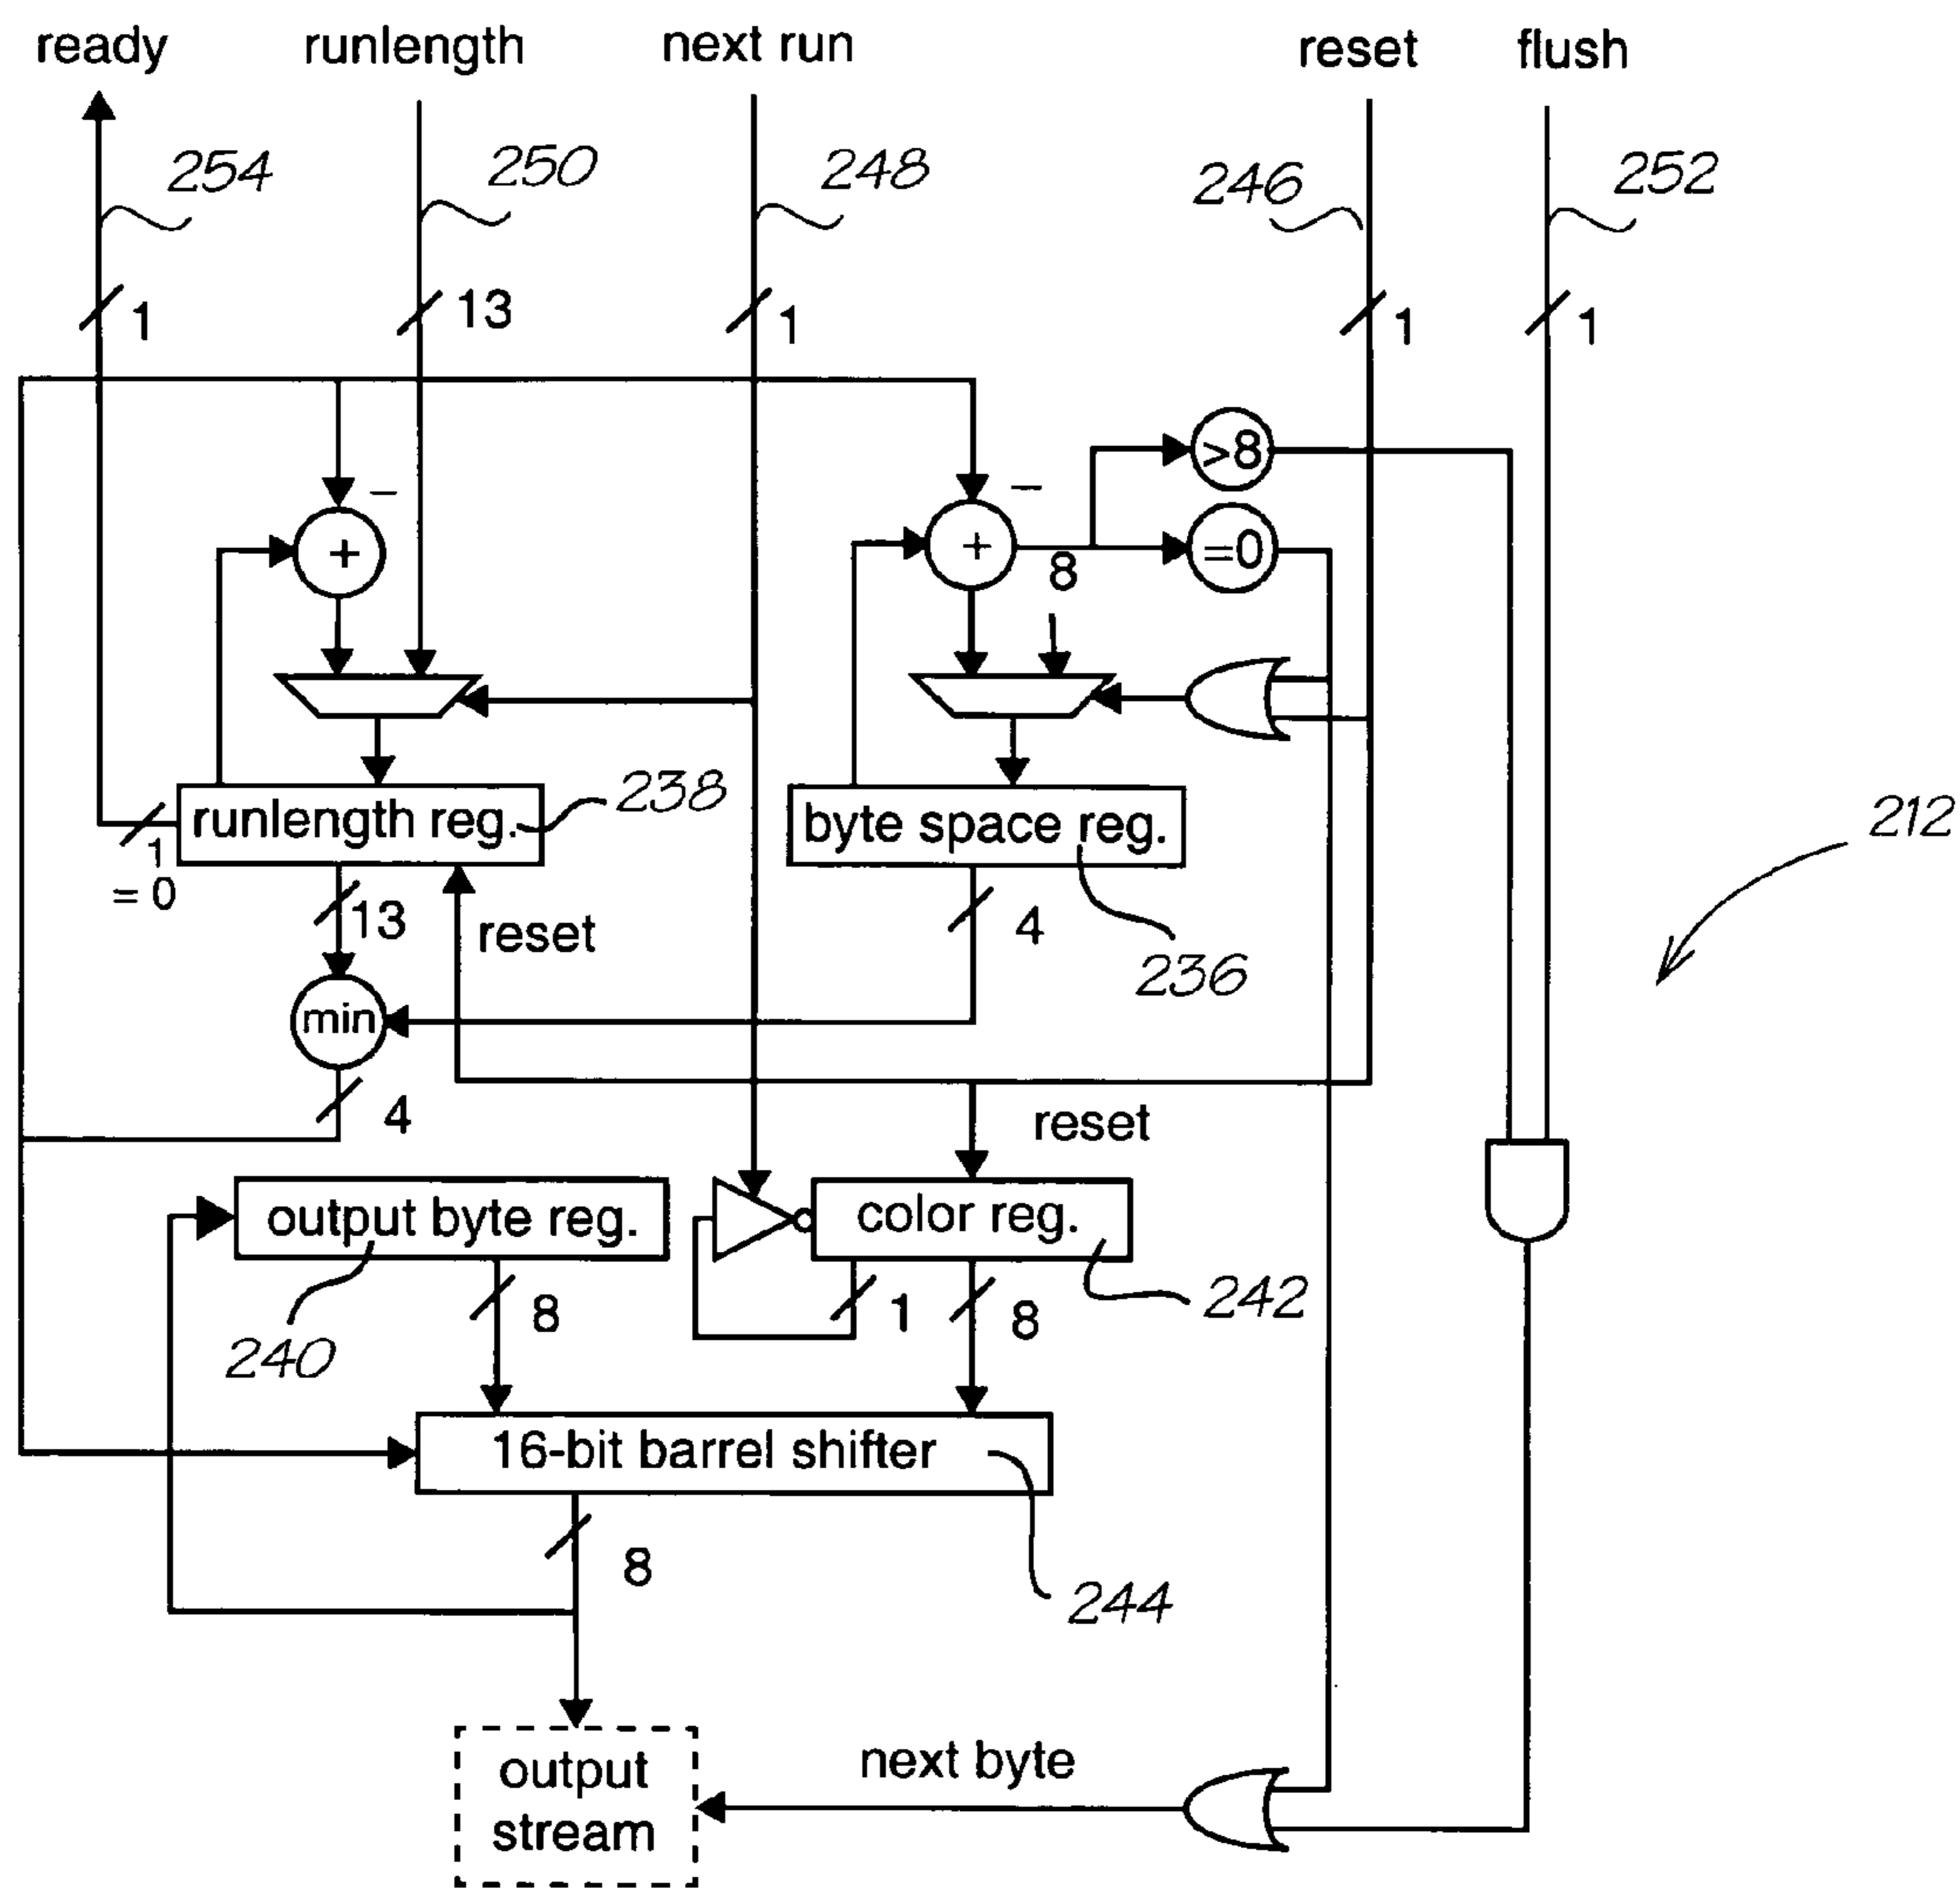 ready runlength next run reset flush
254 250 248 246 252
1 13 1 1 1
− − >8
+ + =0
8
238
runlength reg. byte space reg. 212
1
= 0 13 reset 4
236
min
4 reset
output byte reg. color reg.
8 1 8 242
240
16-bit barrel shifter
8
244
next byte
output
stream